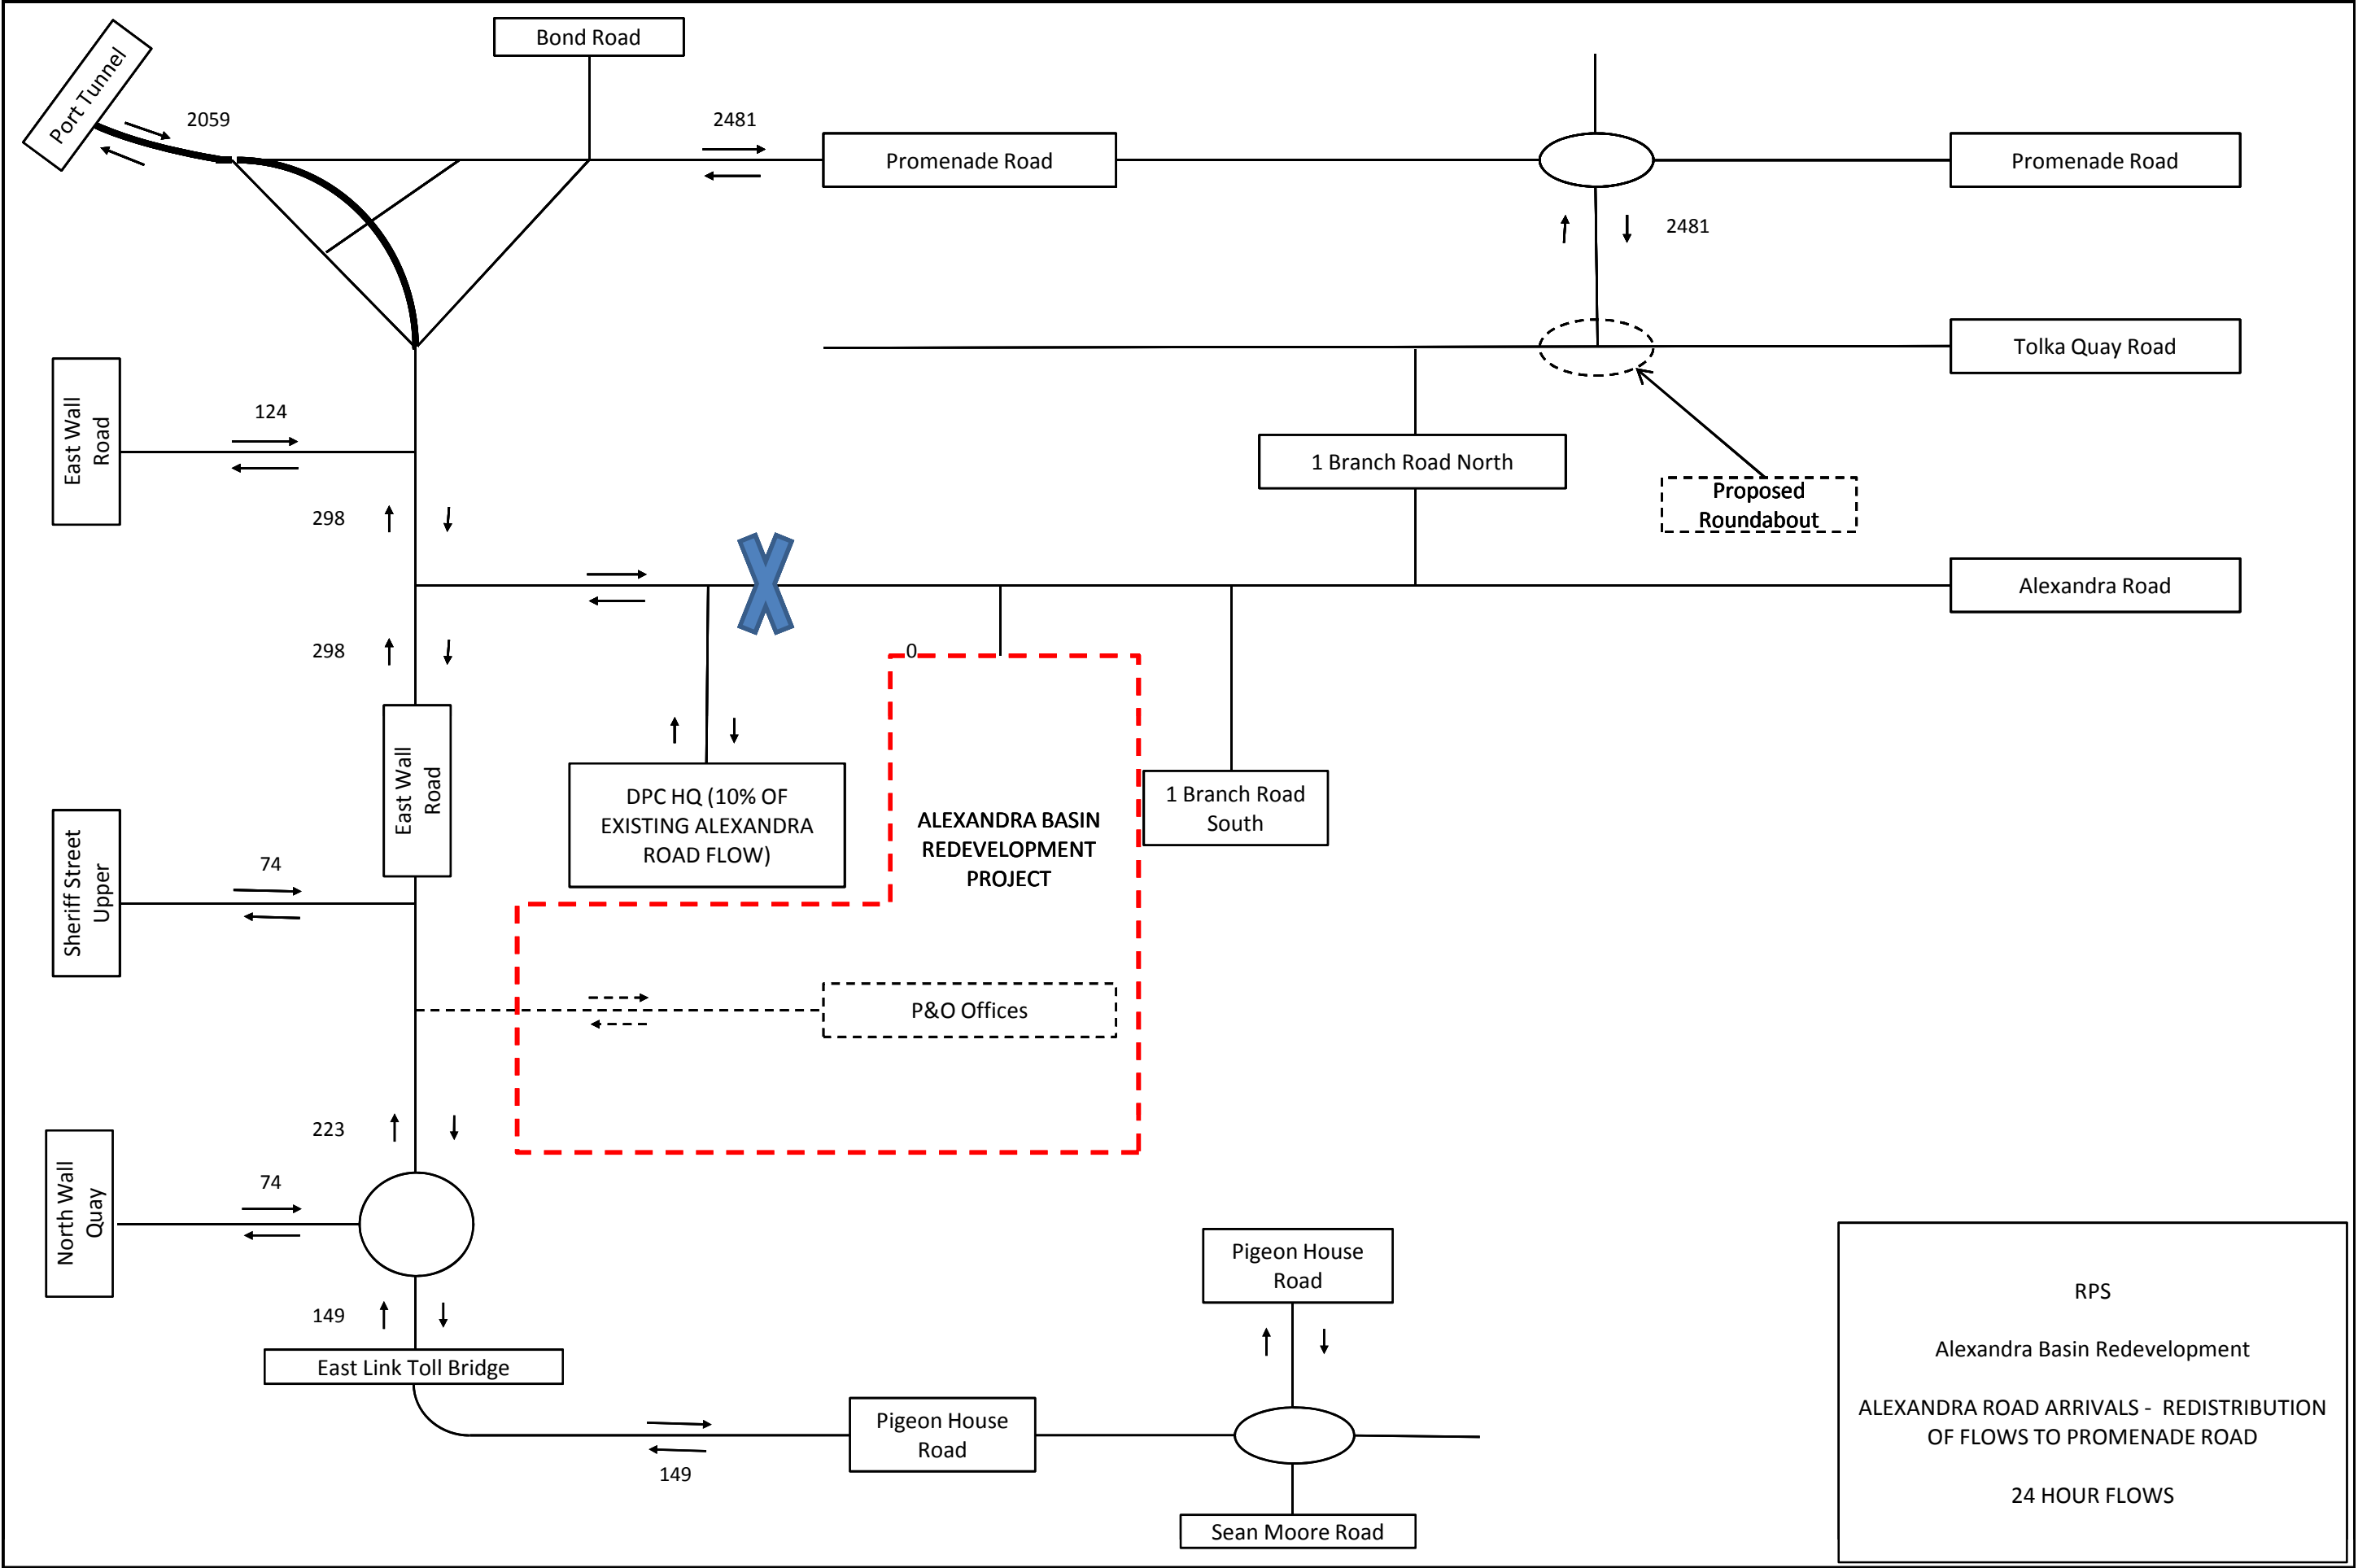 Bond Road
Port Tunnel
2059
2481
Promenade Road
Promenade Road
2481
Tolka Quay Road
East Wall
Road
124
1 Branch Road North
Proposed
Roundabout
298
Alexandra Road
298
0
East Wall
Road
DPC HQ (10% OF
EXISTING ALEXANDRA
ROAD FLOW)
ALEXANDRA BASIN
REDEVELOPMENT
PROJECT
1 Branch Road
South
Sheriff Street
Upper
74
P&O Offices
223
North Wall
Quay
74
149
East Link Toll Bridge
Pigeon House
Road
Pigeon House
Road
149
Sean Moore Road
RPS
Alexandra Basin Redevelopment
ALEXANDRA ROAD ARRIVALS - REDISTRIBUTION
OF FLOWS TO PROMENADE ROAD
24 HOUR FLOWS